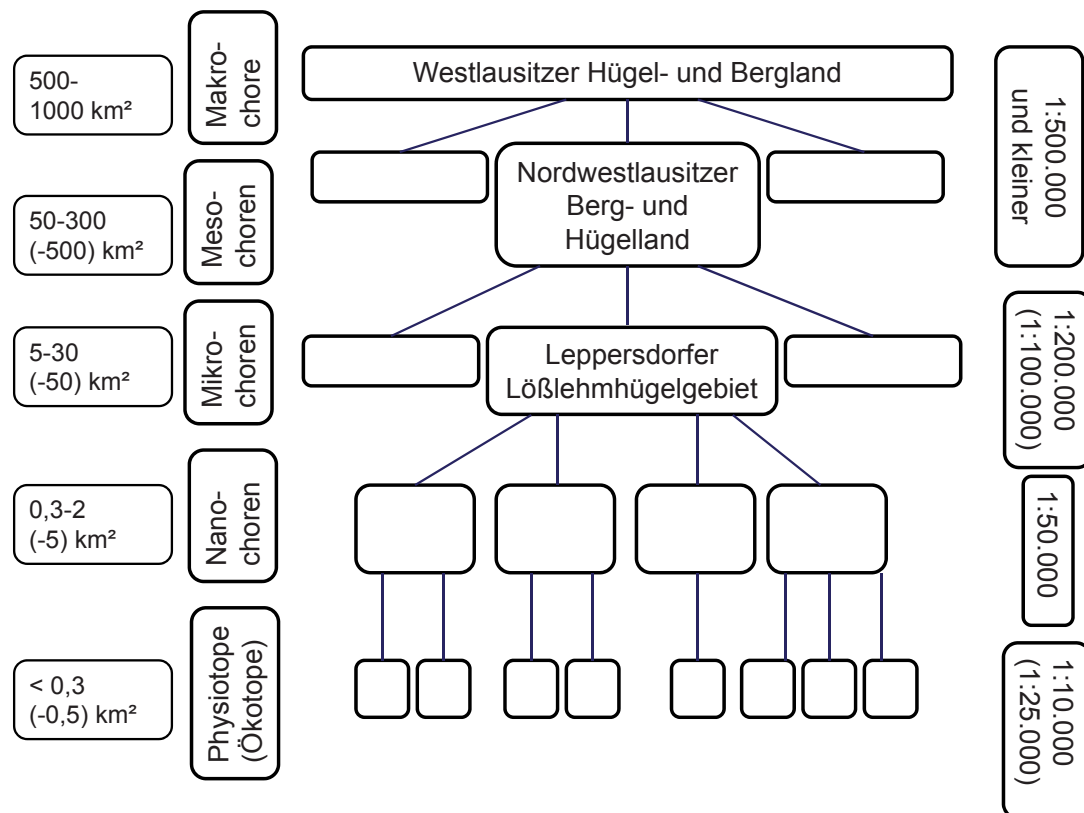 500-
1000 km²
Makro-
chore
Westlausitzer Hügel- und Bergland
1:500.000
und kleiner
50-300
(-500) km²
Meso-
choren
Nordwestlausitzer
Berg- und
Hügelland
5-30
(-50) km²
Mikro-
choren
Leppersdorfer
Lößlehmhügelgebiet
1:200.000
(1:100.000)
0,3-2
(-5) km²
Nano-
choren
1:50.000
< 0,3
(-0,5) km²
Physiotope
(Ökotope)
1:10.000
(1:25.000)